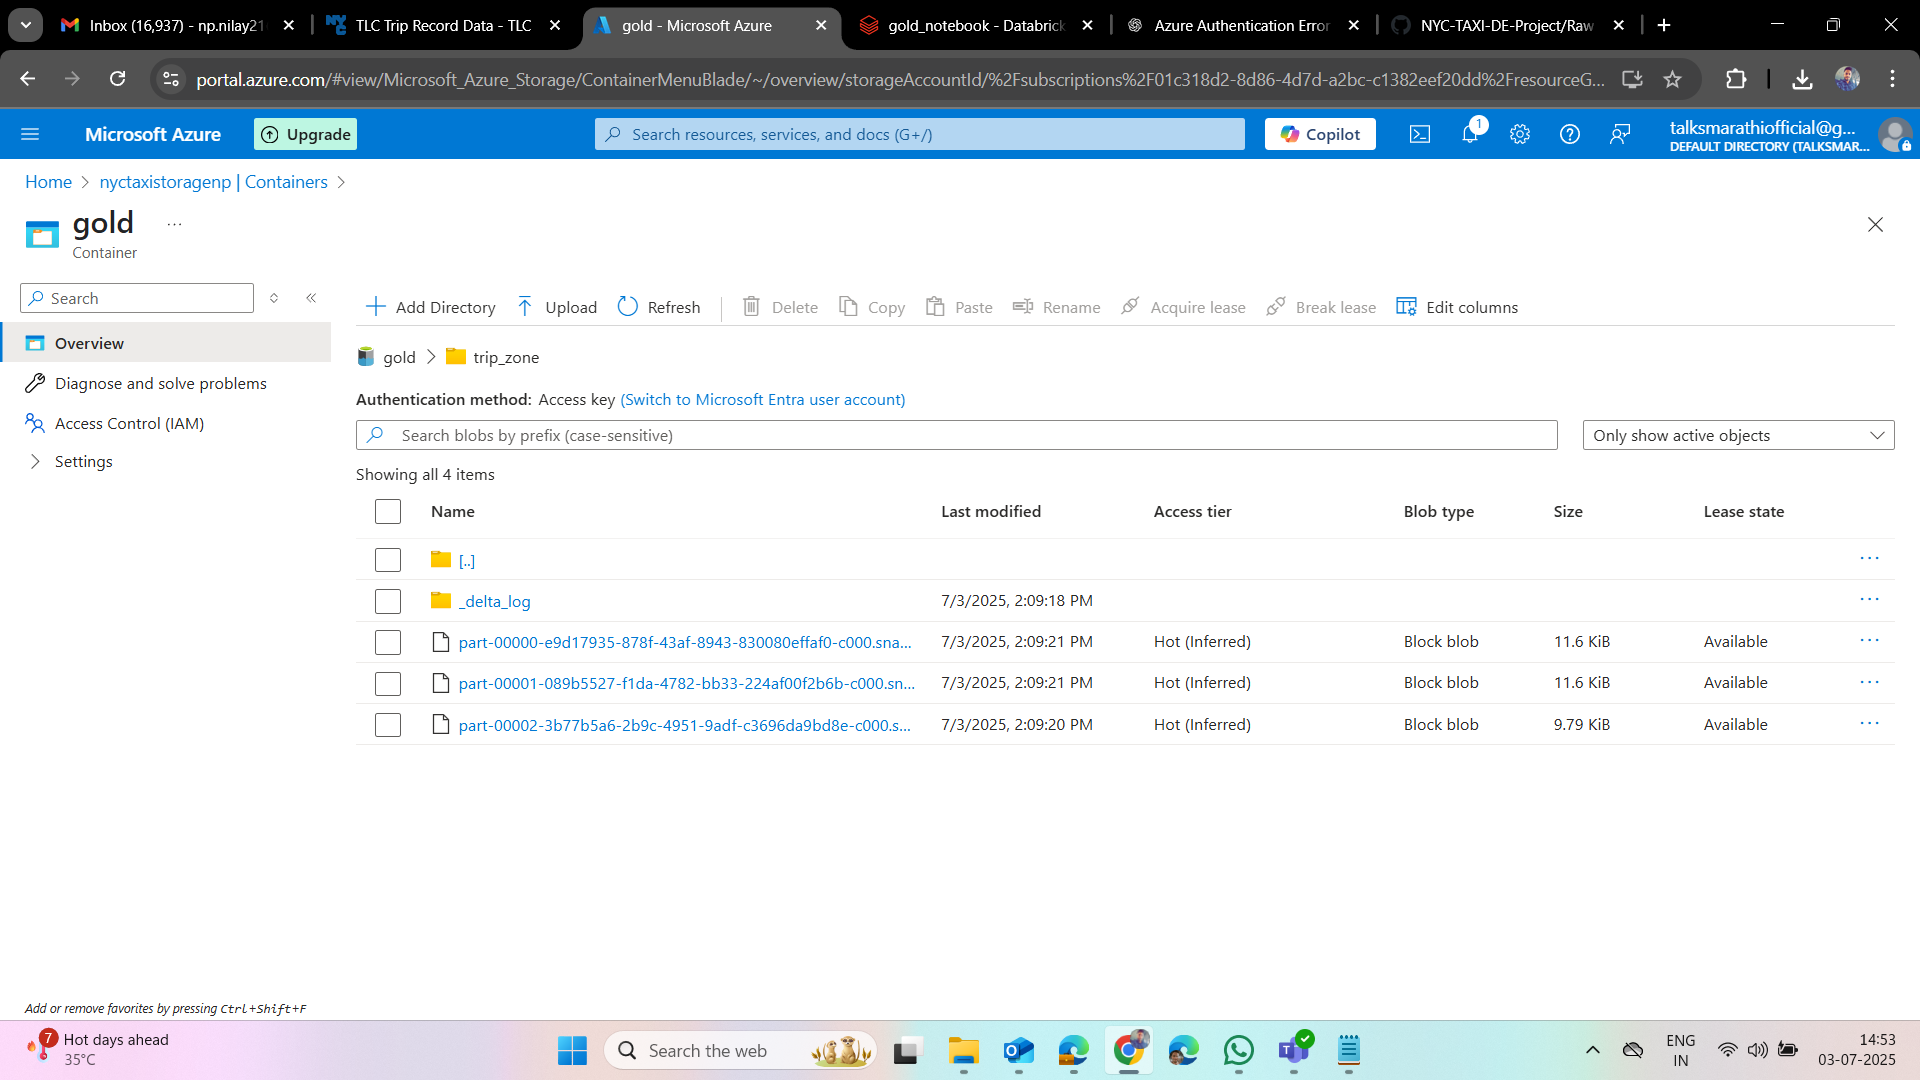 Inbox (16,937) - np.nilay21
TLC Trip Record Data - TLC
gold - Microsoft Azure
gold_notebook - Databrick
Azure Authentication Error
NYC-TAXI-DE-Project/Raw
portal.azure.com/#view/Microsoft_Azure_Storage/ContainerMenuBlade/~/overview/storageAccountId/%2Fsubscriptions%2F01c318d2-8d86-4d7d-a2bc-c1382eef20dd%2FresourceG...
Microsoft Azure
Upgrade
Search resources, services, and docs (G+/)
Copilot
1
talksmarathiofficial@g...
DEFAULT DIRECTORY (TALKSMAR...
Home > nyctaxistoragenp | Containers >
gold ...
Container
Search
Overview
Diagnose and solve problems
Access Control (IAM)
Settings
Add Directory Upload Refresh Delete Copy Paste Rename Acquire lease Break lease Edit columns
gold > trip_zone
Authentication method: Access key (Switch to Microsoft Entra user account)
Search blobs by prefix (case-sensitive)
Only show active objects
Showing all 4 items
Name Last modified Access tier Blob type Size Lease state
[..]
_delta_log 7/3/2025, 2:09:18 PM
part-00000-e9d17935-878f-43af-8943-830080effaf0-c000.sna... 7/3/2025, 2:09:21 PM Hot (Inferred) Block blob 11.6 KiB Available
part-00001-089b5527-f1da-4782-bb33-224af00f2b6b-c000.sn... 7/3/2025, 2:09:21 PM Hot (Inferred) Block blob 11.6 KiB Available
part-00002-3b77b5a6-2b9c-4951-9adf-c3696da9bd8e-c000.s... 7/3/2025, 2:09:20 PM Hot (Inferred) Block blob 9.79 KiB Available
Add or remove favorites by pressing Ctrl+Shift+F
7
Hot days ahead
35°C
Search the web
ENG
IN
14:53
03-07-2025